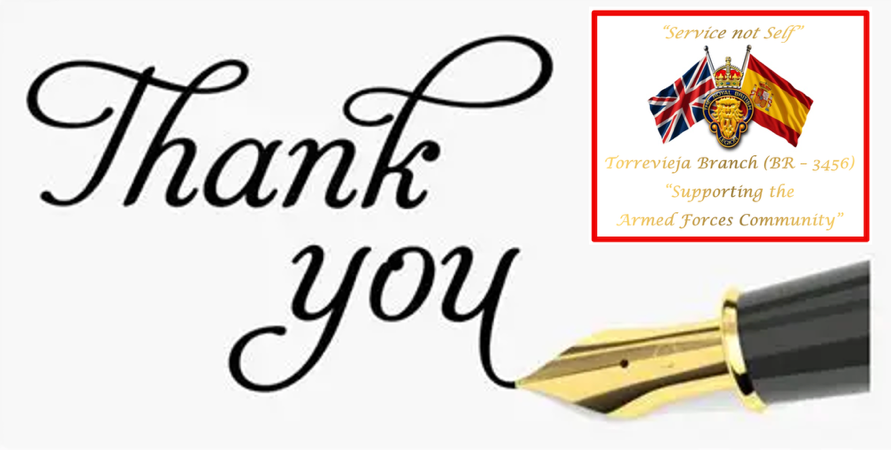 Thank
you
“Service not Self”
Torrevieja Branch (BR – 3456)
“Supporting the
Armed Forces Community”